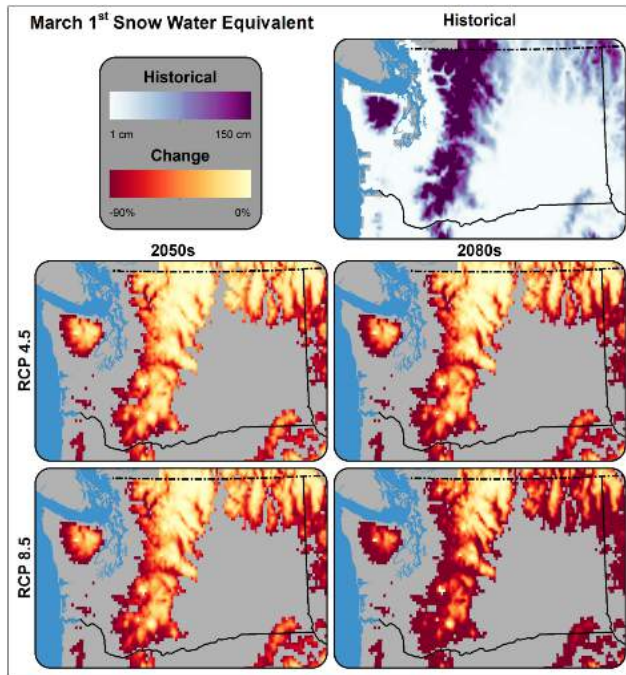 March 1st Snow Water Equivalent
Historical
Historical
1 cm 150 cm
Change
-90% 0%
2050s 2080s
RCP 4.5
RCP 8.5